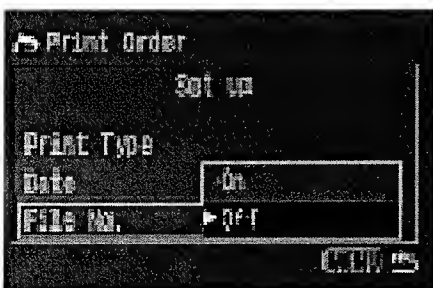 Print Order
Set up
Print Type
Date On
File No. Off